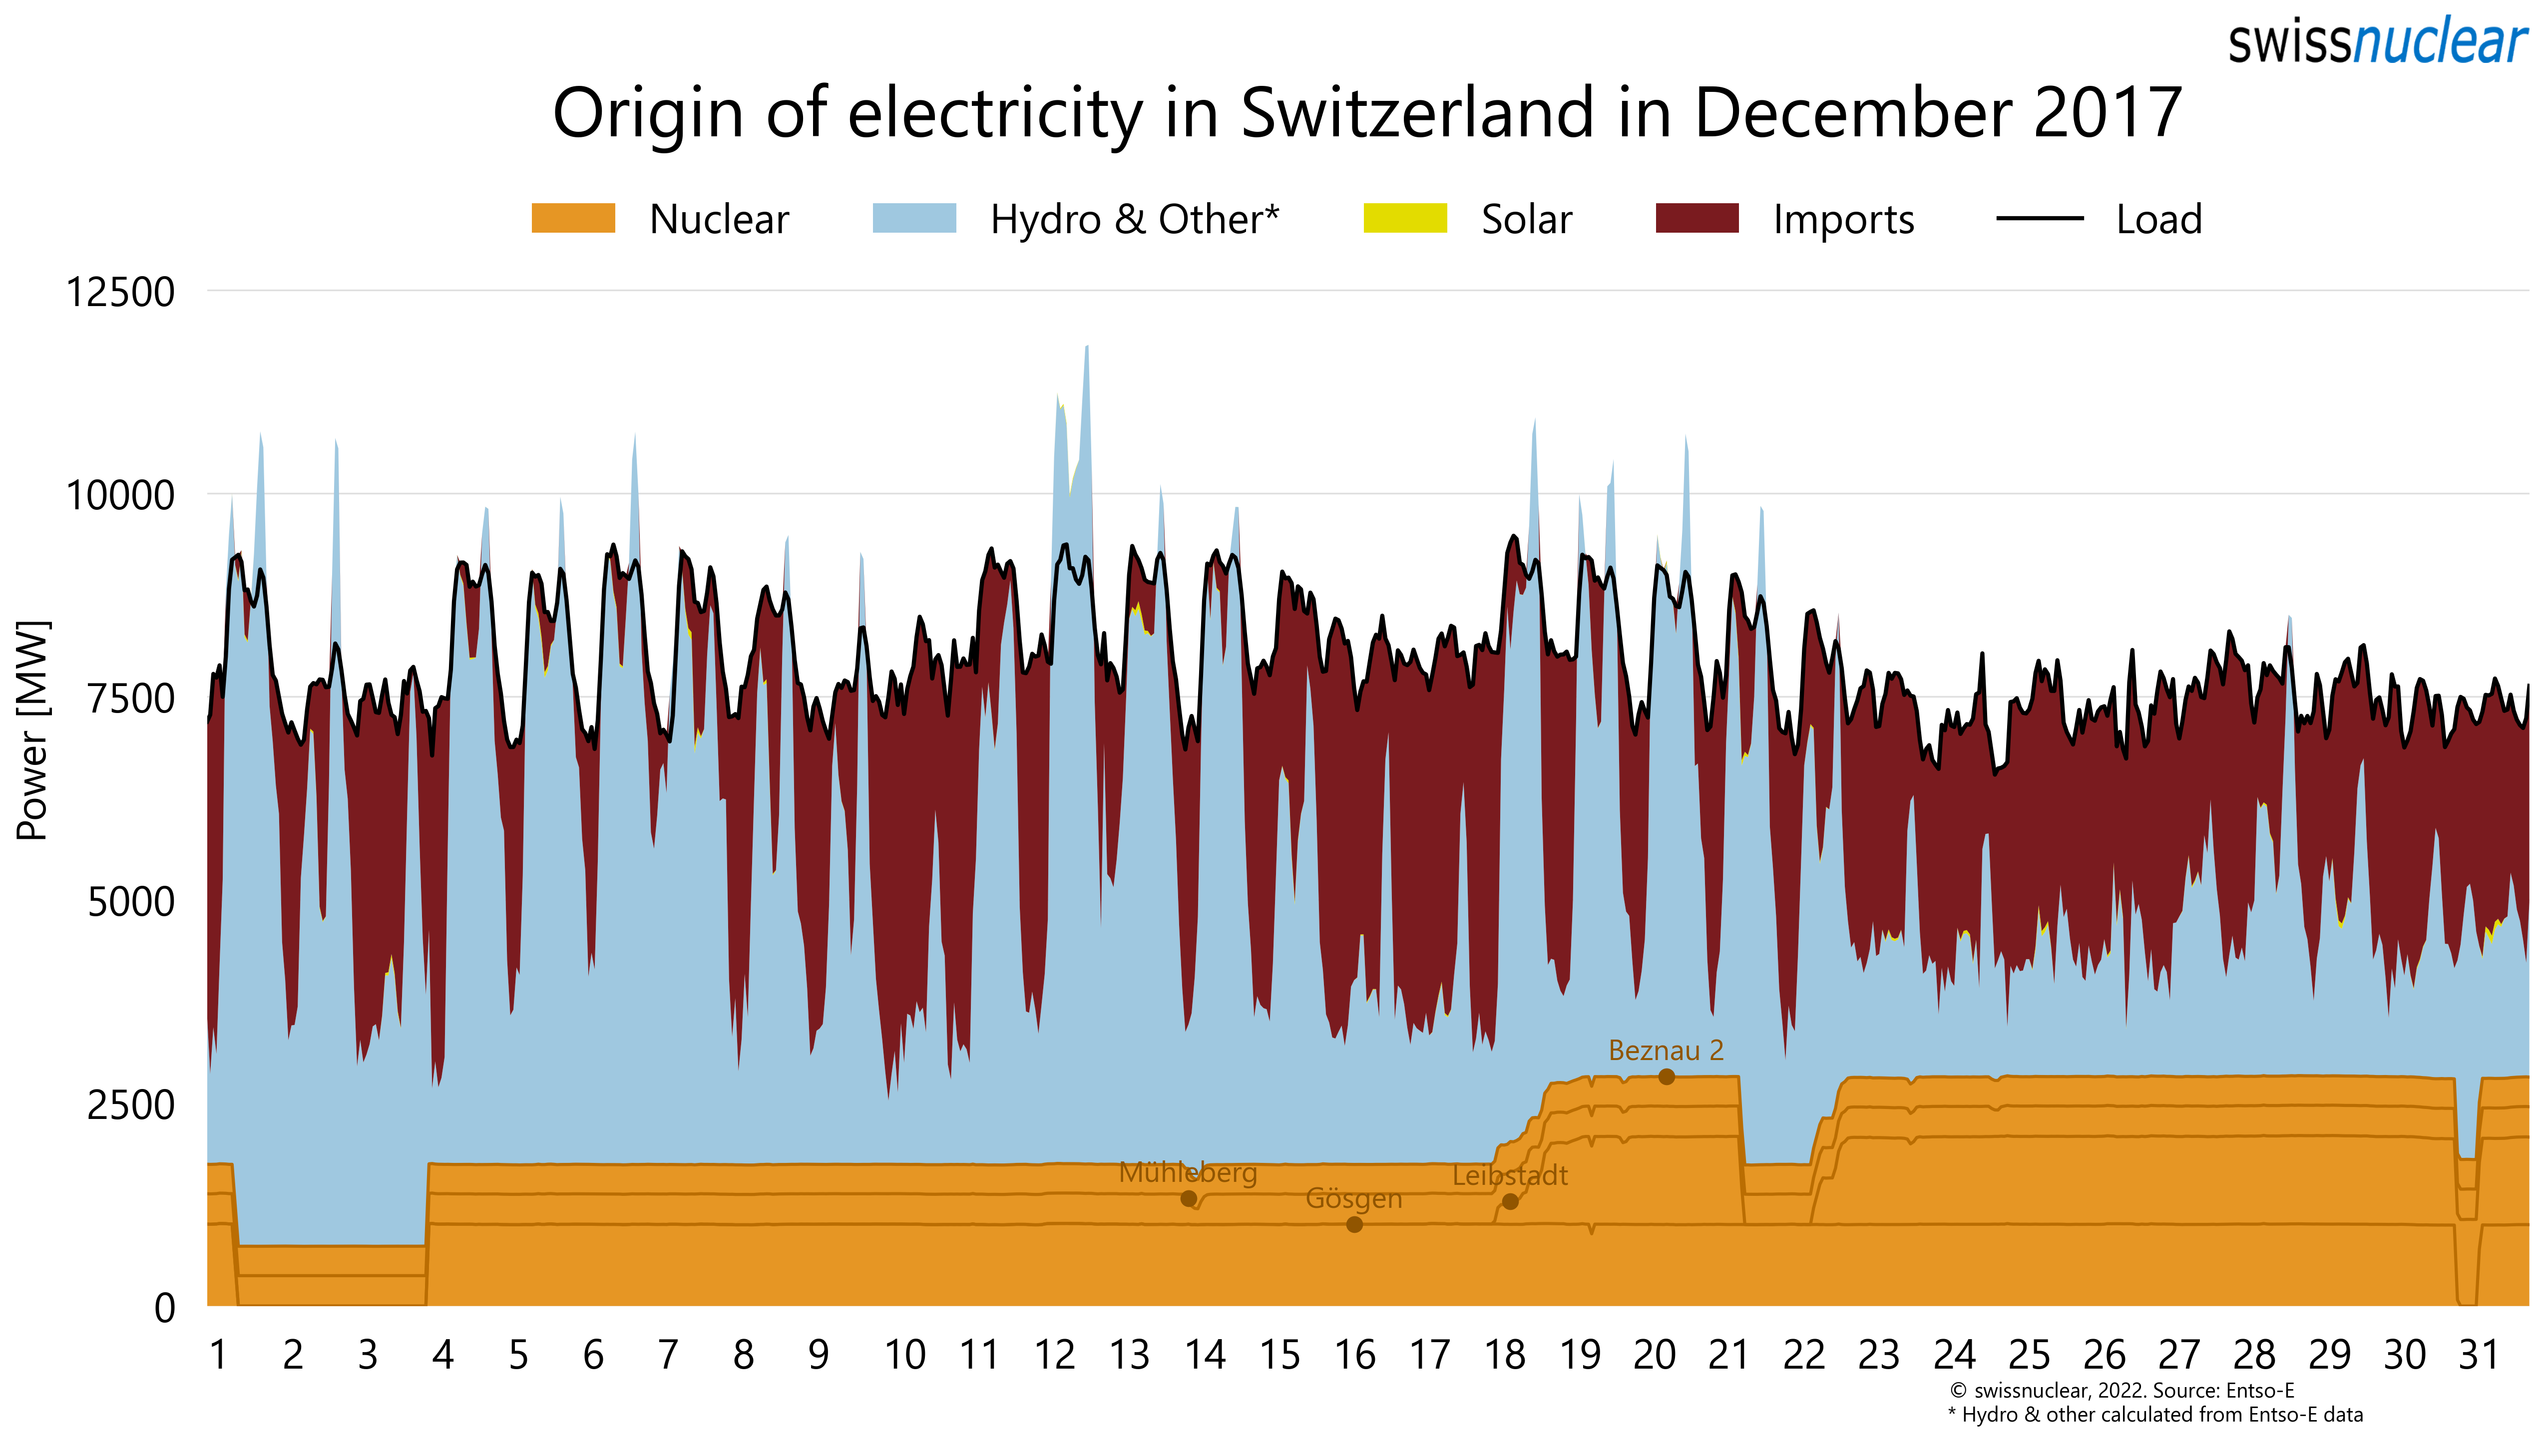 swissnuclear
Origin of electricity in Switzerland in December 2017
Nuclear Hydro & Other* Solar Imports Load
12500
10000
7500
5000
2500
0
Power [MW]
Beznau 2
Mühleberg
Leibstadt
Gösgen
1 2 3 4 5 6 7 8 9 10 11 12 13 14 15 16 17 18 19 20 21 22 23 24 25 26 27 28 29 30 31
© swissnuclear, 2022. Source: Entso-E
* Hydro & other calculated from Entso-E data